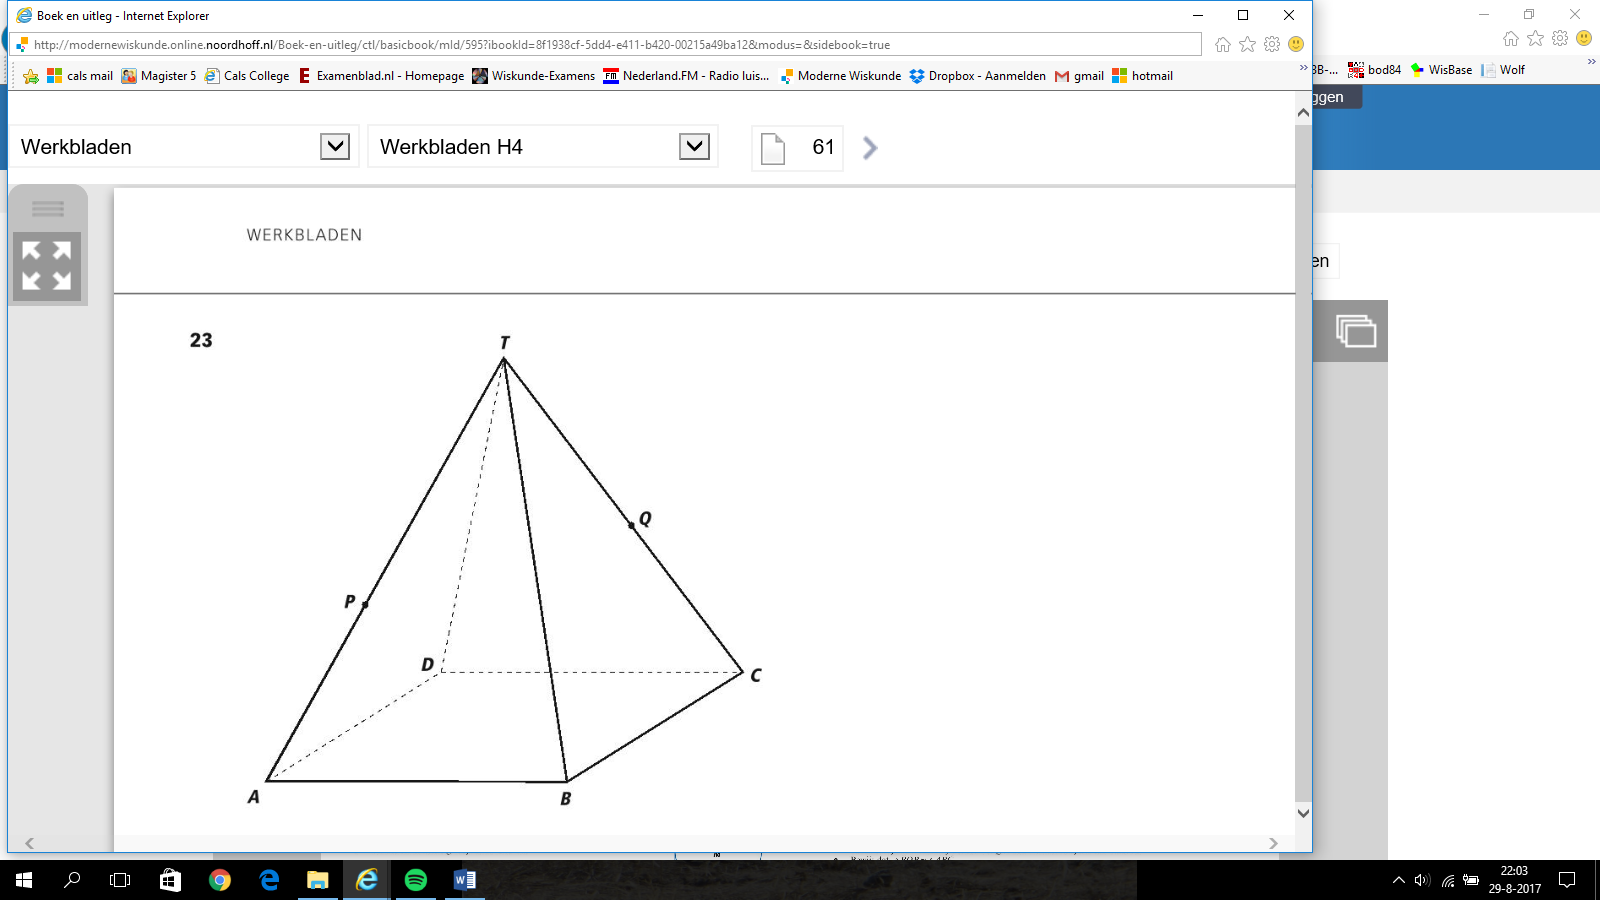 Boek en uitleg - Internet Explorer
http://modernewiskunde.online.noordhoff.nl/Boek-en-uitleg/ctl/basicbook/mId/595?ibookId=8f1938cf-5dd4-e411-b420-00215a49ba12&modus=&sidebook=true
cals mail Magister 5 Cals College Examenblad.nl - Homepage Wiskunde-Examens Nederland.FM - Radio luis... Moderne Wiskunde Dropbox - Aanmelden gmail hotmail »
bod84 WisBase Wolf »
ggen
Werkbladen Werkbladen H4 61
en
WERKBLADEN
23
T
Q
P
D
C
A
B
22:03
29-8-2017